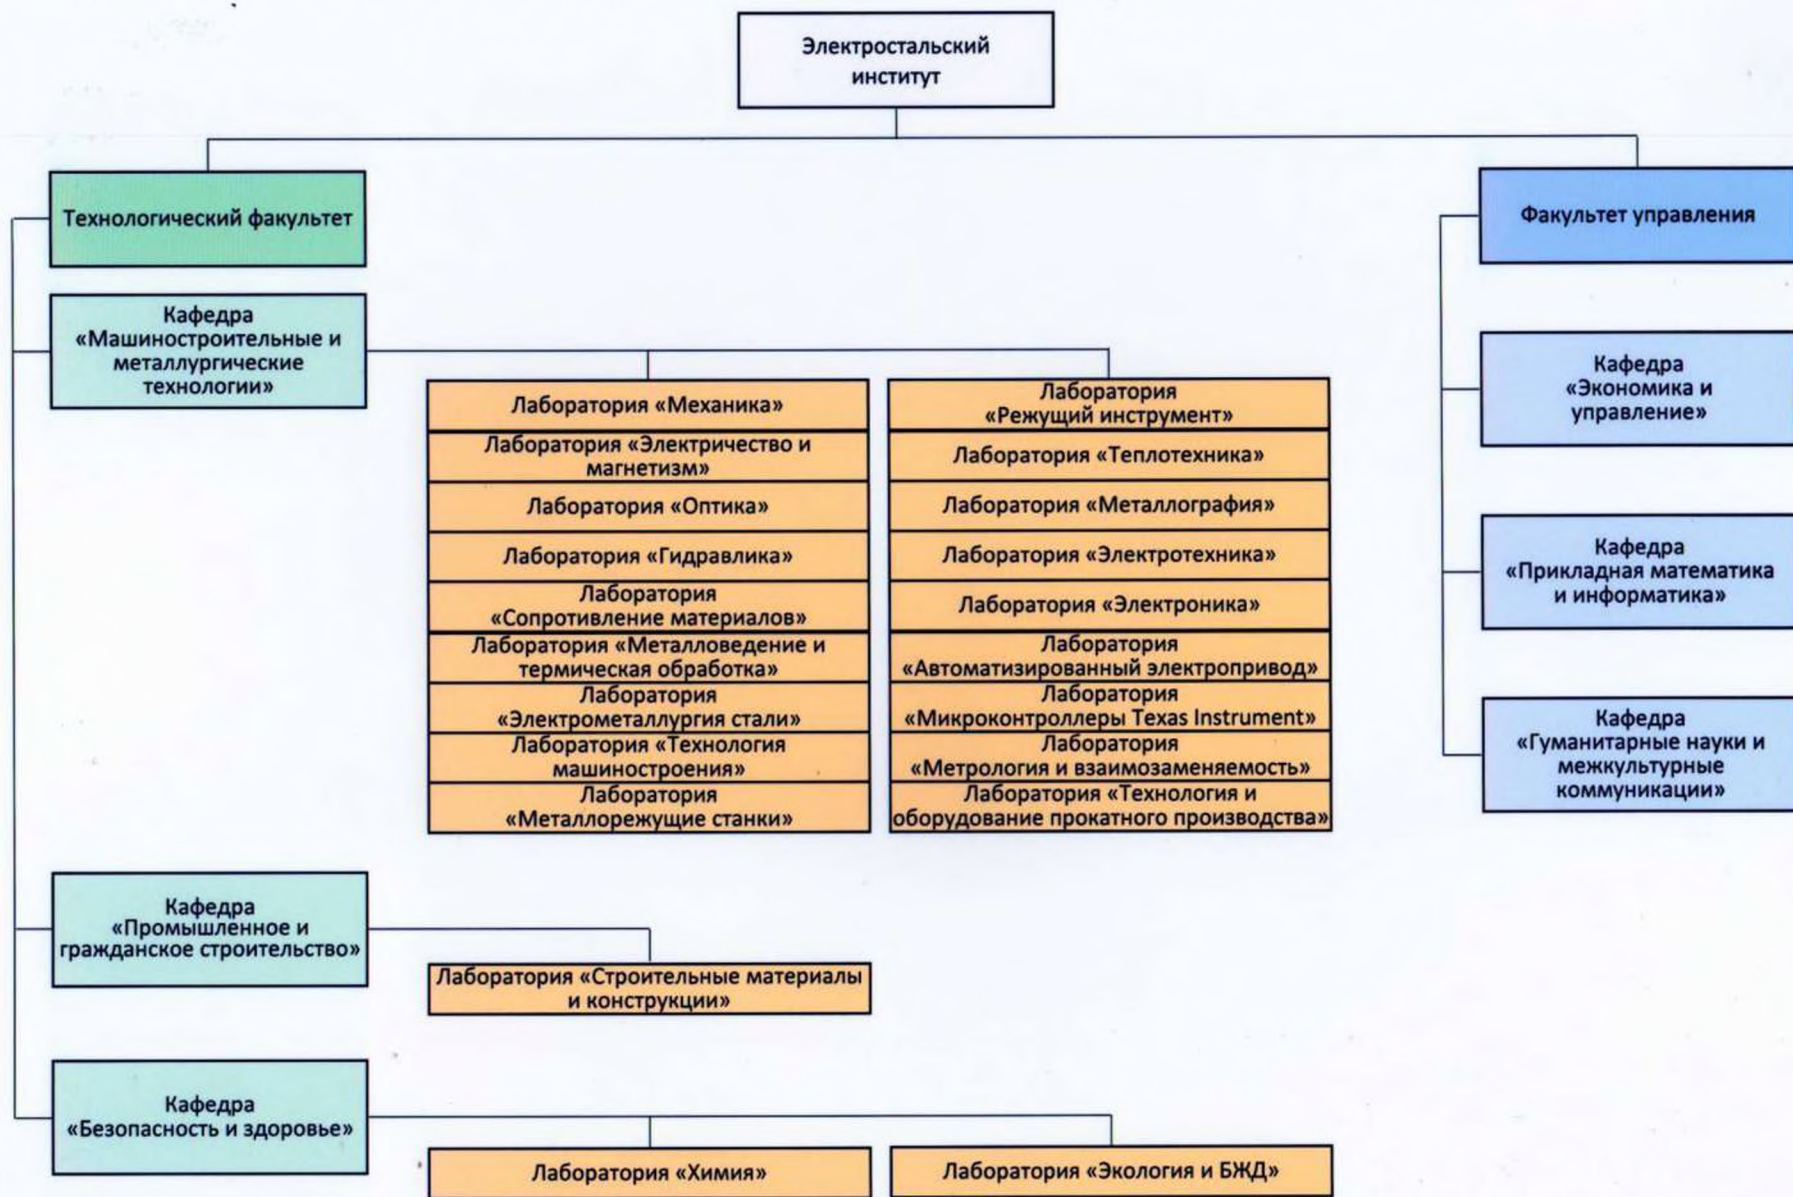 Электростальский
институт
Технологический факультет
Факультет управления
Кафедра
«Машиностроительные и
металлургические
технологии»
Лаборатория «Механика»
Лаборатория «Электричество и
магнетизм»
Лаборатория «Оптика»
Лаборатория «Гидравлика»
Лаборатория
«Сопротивление материалов»
Лаборатория «Металловедение и
термическая обработка»
Лаборатория
«Электрометаллургия стали»
Лаборатория «Технология
машиностроения»
Лаборатория
«Металлорежущие станки»
Лаборатория
«Режущий инструмент»
Лаборатория «Теплотехника»
Лаборатория «Металлография»
Лаборатория «Электротехника»
Лаборатория «Электроника»
Лаборатория
«Автоматизированный электропривод»
Лаборатория
«Микроконтроллеры Texas Instrument»
Лаборатория
«Метрология и взаимозаменяемость»
Лаборатория «Технология и
оборудование прокатного производства»
Кафедра
«Экономика и
управление»
Кафедра
«Прикладная математика
и информатика»
Кафедра
«Гуманитарные науки и
межкультурные
коммуникации»
Кафедра
«Промышленное и
гражданское строительство»
Лаборатория «Строительные материалы
и конструкции»
Кафедра
«Безопасность и здоровье»
Лаборатория «Химия»
Лаборатория «Экология и БЖД»